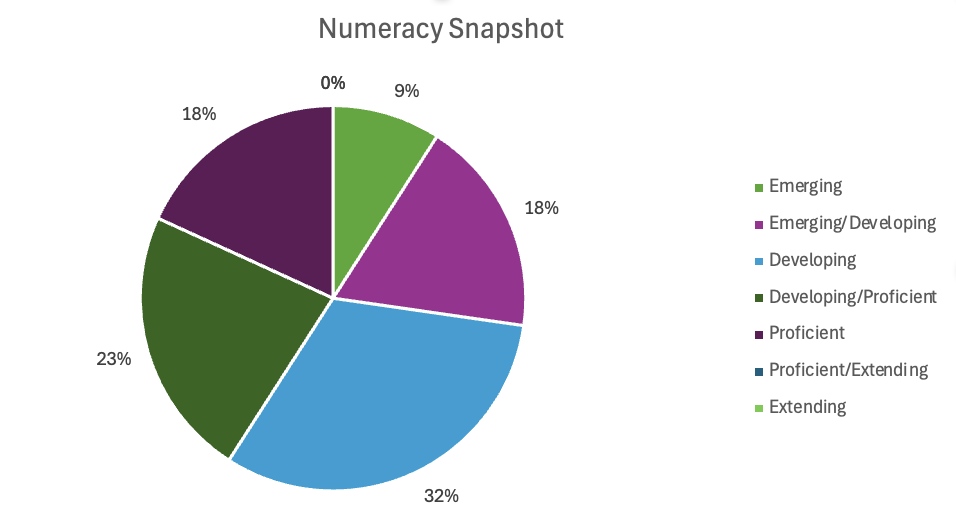 Numeracy Snapshot
0%
9%
18%
18%
23%
32%
Emerging
Emerging/Developing
Developing
Developing/Proficient
Proficient
Proficient/Extending
Extending